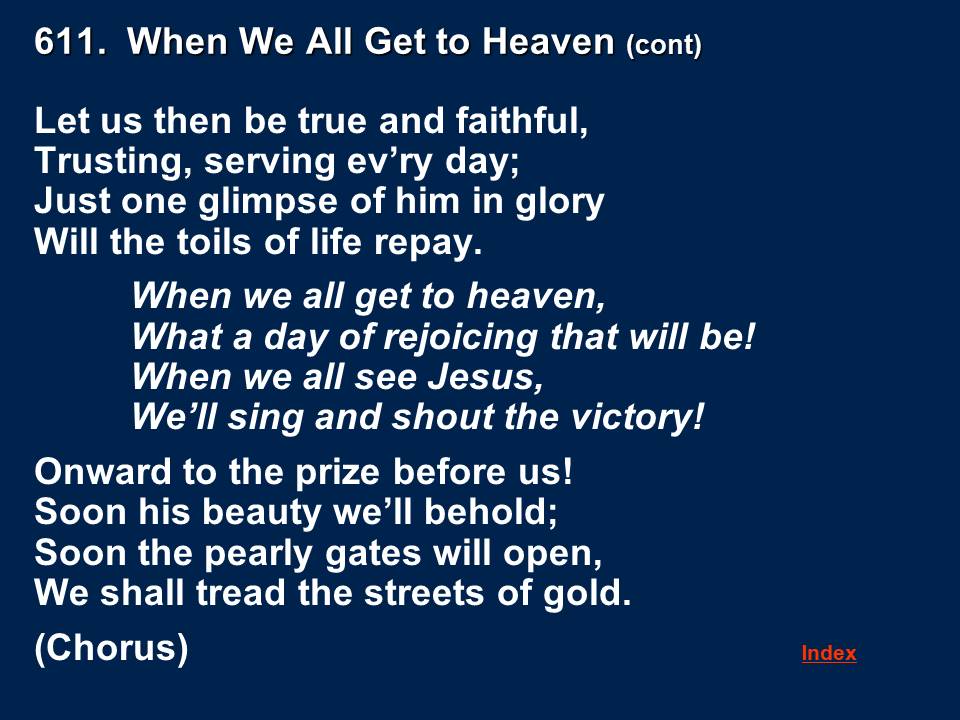 611.  When We All Get to Heaven (cont)
Let us then be true and faithful,
Trusting, serving ev’ry day;
Just one glimpse of him in glory
Will the toils of life repay.
When we all get to heaven,
What a day of rejoicing that will be!
When we all see Jesus,
We’ll sing and shout the victory!
Onward to the prize before us!
Soon his beauty we’ll behold;
Soon the pearly gates will open,
We shall tread the streets of gold.
(Chorus)
Index